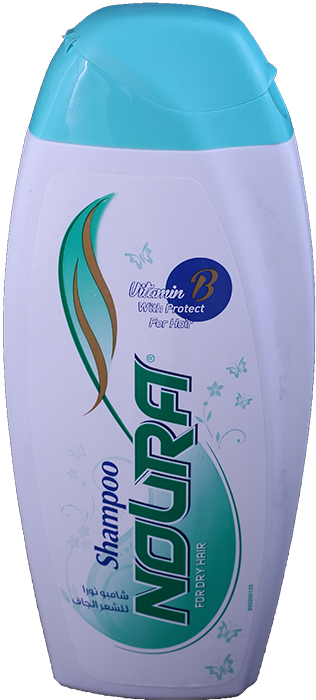 Vitamin B
With Protect
For Hair
Shampoo
NOURA®
FOR DRY HAIR
شامبو نورا
للشعر الجاف